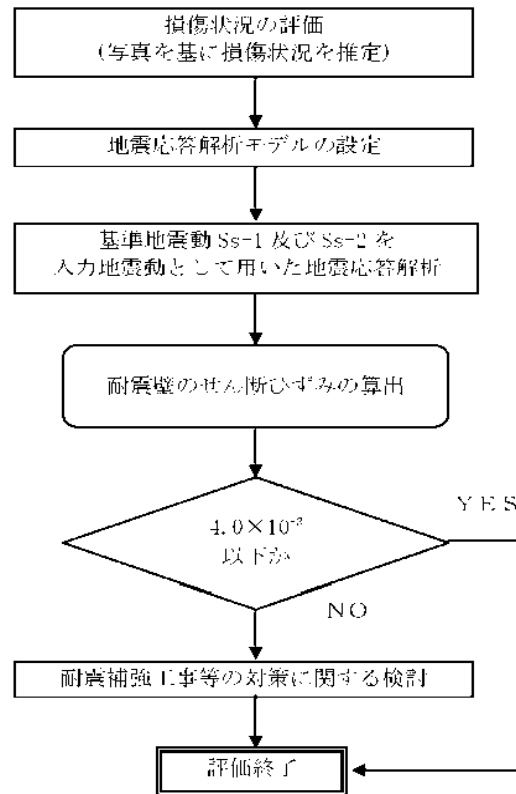 損傷状況の評価
(写真を基に損傷状況を推定)
地震応答解析モデルの設定
基準地震動Ss-1 及びSs-2 を
入力地震動として用いた地震応答解析
耐震壁のせん断ひずみの算出
4.0×10⁻³
以下か
YES
NO
耐震補強工事等の対策に関する検討
評価終了